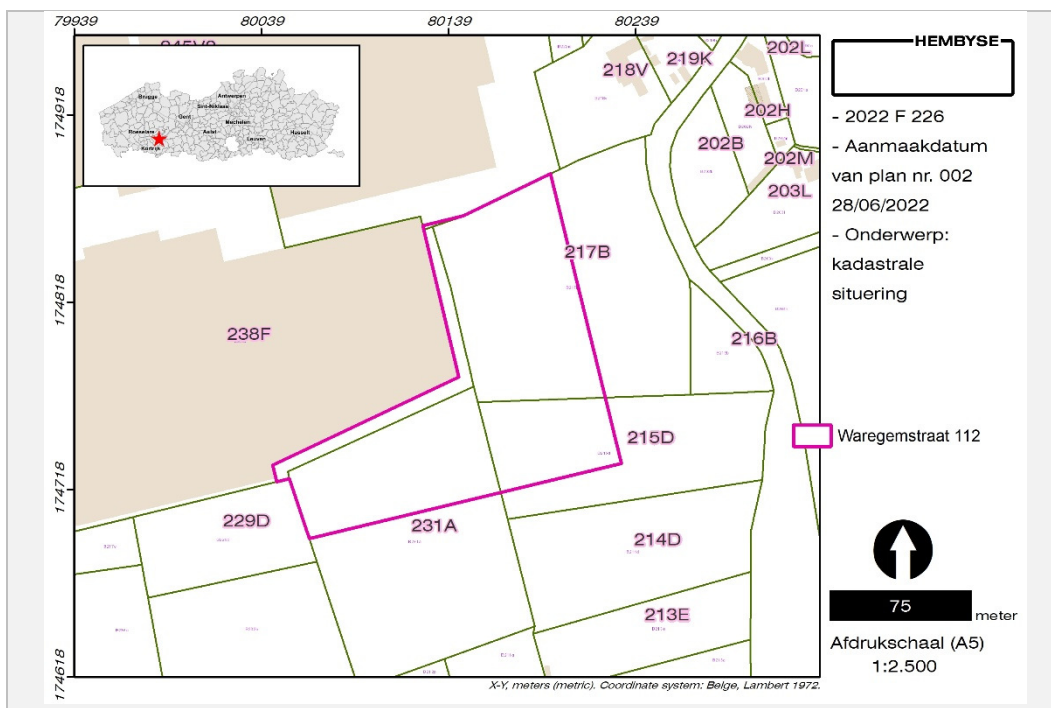 79939 80039 80139 80239
174918
174818
174718
174618
Brugge
Antwerpen
Sint-Niklaas
Gent
Mechelen
Roeselare
Aalst
Hasselt
Leuven
Kortrijk
218V
219K
202L
202H
202B
202M
203L
217B
238F
216B
215D
229D
231A
214D
213E
X-Y, meters (metric). Coordinate system: Belge, Lambert 1972.
HEMBYSE
- 2022 F 226
- Aanmaakdatum
van plan nr. 002
28/06/2022
- Onderwerp:
kadastrale
situering
Waregemstraat 112
75
meter
Afdrukschaal (A5)
1:2.500